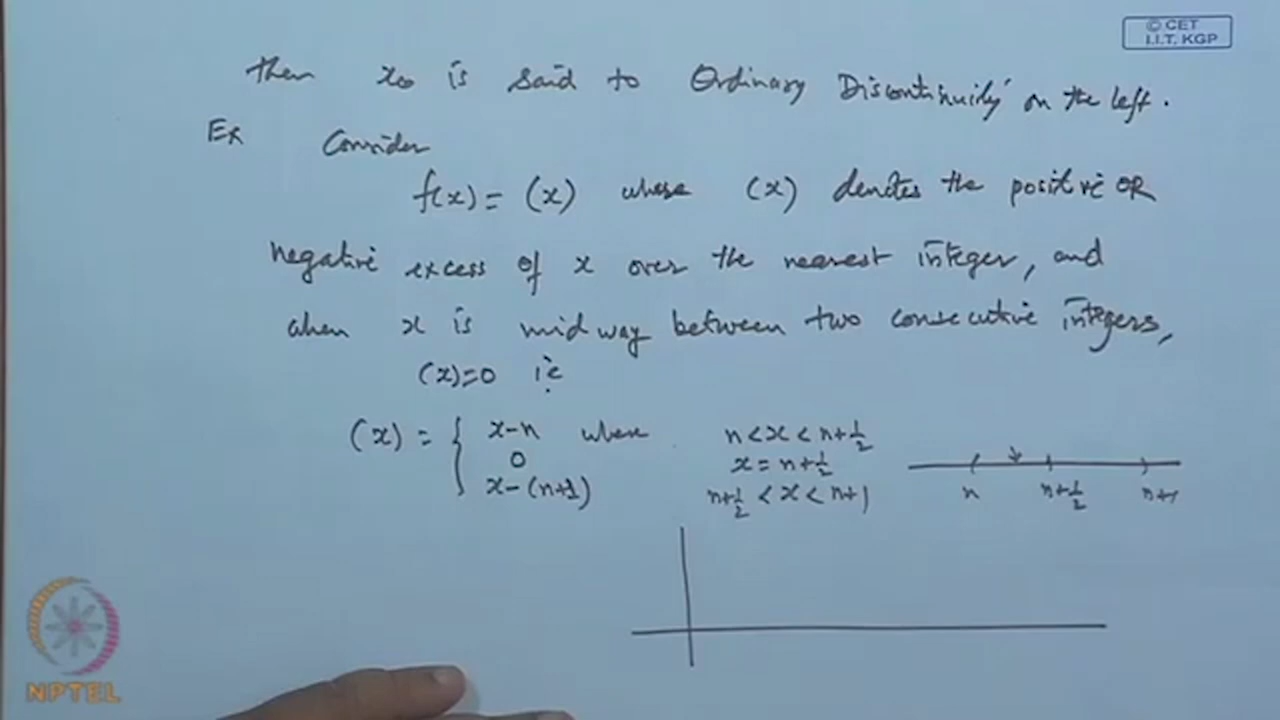 © CET
I.I.T. KGP
then x₀ is said to Ordinary Discontinuity on the left.
Ex Consider
f(x) = (x) where (x) denotes the positive OR
negative excess of x over the nearest integer, and
when x is midway between two consecutive integers,
(x)=0 ie
(x) = { x-n where n < x < n+½
0 x = n+½
x-(n+1) n+½ < x < n+1
n n+½ n+1
NPTEL